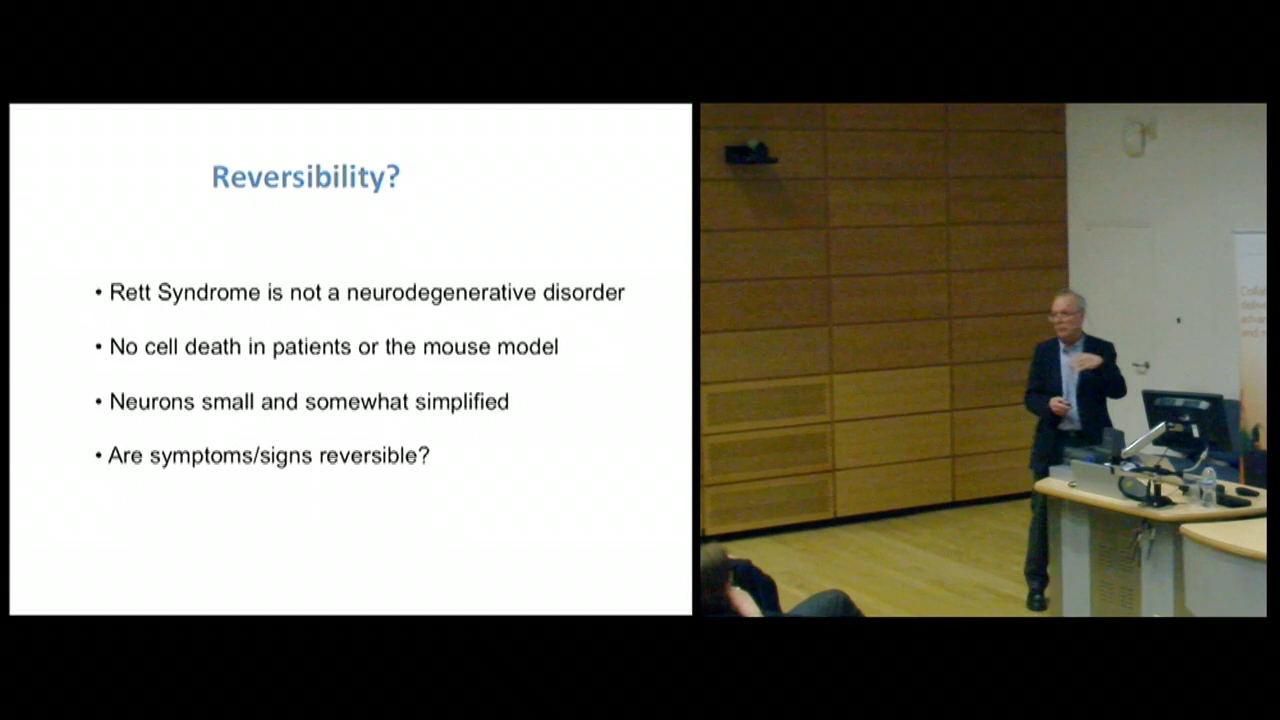 Reversibility?
• Rett Syndrome is not a neurodegenerative disorder
• No cell death in patients or the mouse model
• Neurons small and somewhat simplified
• Are symptoms/signs reversible?